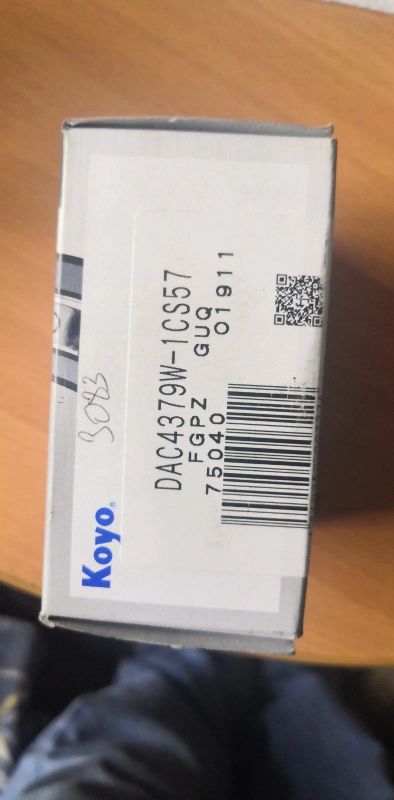 3083
Koyo
DAC4379W-1CS57
FGPZ GUQ
75040 01911